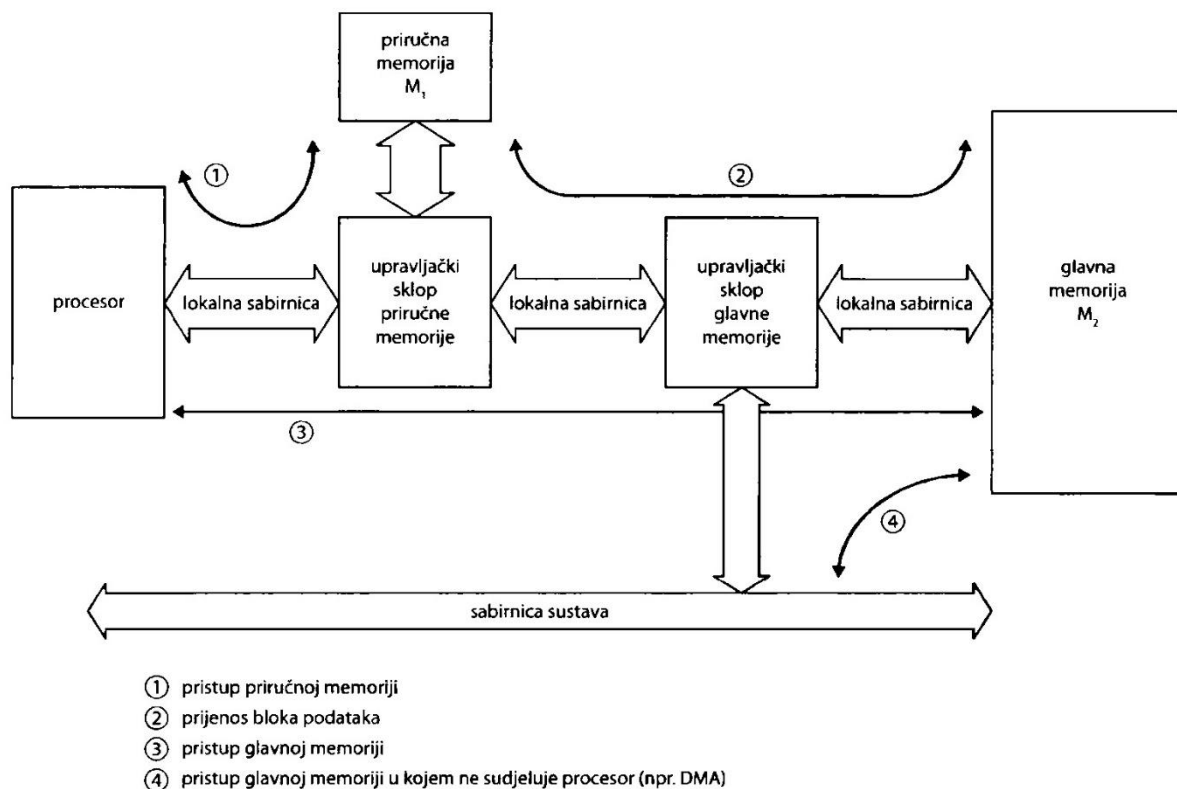 priručna
memorija
M₁
①
②
procesor
lokalna sabirnica
upravljački
sklop
priručne
memorije
lokalna sabirnica
upravljački
sklop
glavne
memorije
lokalna sabirnica
glavna
memorija
M₂
③
④
sabirnica sustava
① pristup priručnoj memoriji
② prijenos bloka podataka
③ pristup glavnoj memoriji
④ pristup glavnoj memoriji u kojem ne sudjeluje procesor (npr. DMA)